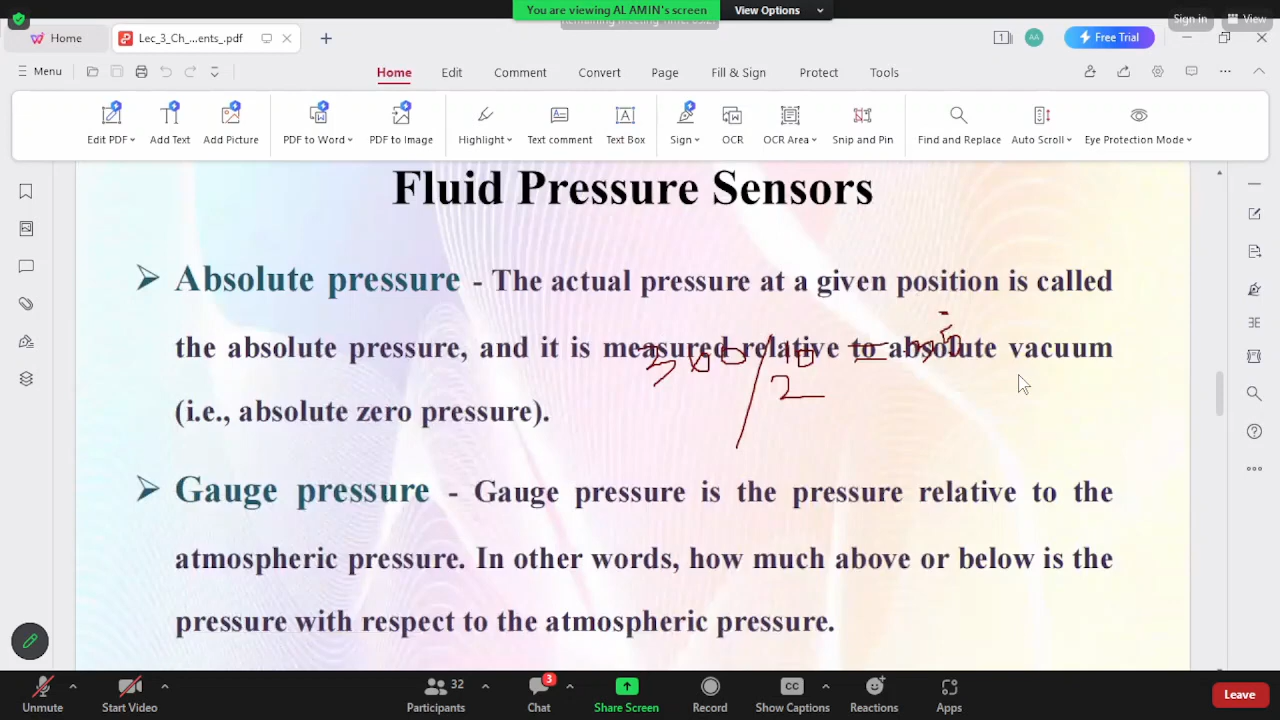 You are viewing AL AMIN's screen
View Options
Sign in
View
Home
Lec_3_Ch_...ents_.pdf
Free Trial
Menu
Home
Edit
Comment
Convert
Page
Fill & Sign
Protect
Tools
Edit PDF
Add Text
Add Picture
PDF to Word
PDF to Image
Highlight
Text comment
Text Box
Sign
OCR
OCR Area
Snip and Pin
Find and Replace
Auto Scroll
Eye Protection Mode
Fluid Pressure Sensors
Absolute pressure - The actual pressure at a given position is called
the absolute pressure, and it is measured relative to absolute vacuum
(i.e., absolute zero pressure).
Gauge pressure - Gauge pressure is the pressure relative to the
atmospheric pressure. In other words, how much above or below is the
pressure with respect to the atmospheric pressure.
Unmute
Start Video
32
Participants
3
Chat
Share Screen
Record
CC
Show Captions
Reactions
Apps
Leave